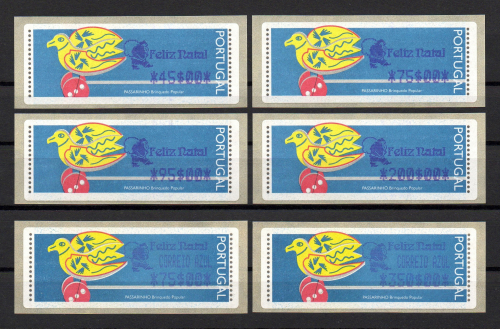 Feliz Natal
*45$00*
PORTUGAL
PASSARINHO Brinquedo Popular
Feliz Natal
*75$00*
PORTUGAL
PASSARINHO Brinquedo Popular
Feliz Natal
*95$00*
PORTUGAL
PASSARINHO Brinquedo Popular
Feliz Natal
*200$00*
PORTUGAL
PASSARINHO Brinquedo Popular
Feliz Natal
CORREIO AZUL
*75$00*
PORTUGAL
PASSARINHO Brinquedo Popular
Feliz Natal
CORREIO AZUL
*350$00*
PORTUGAL
PASSARINHO Brinquedo Popular